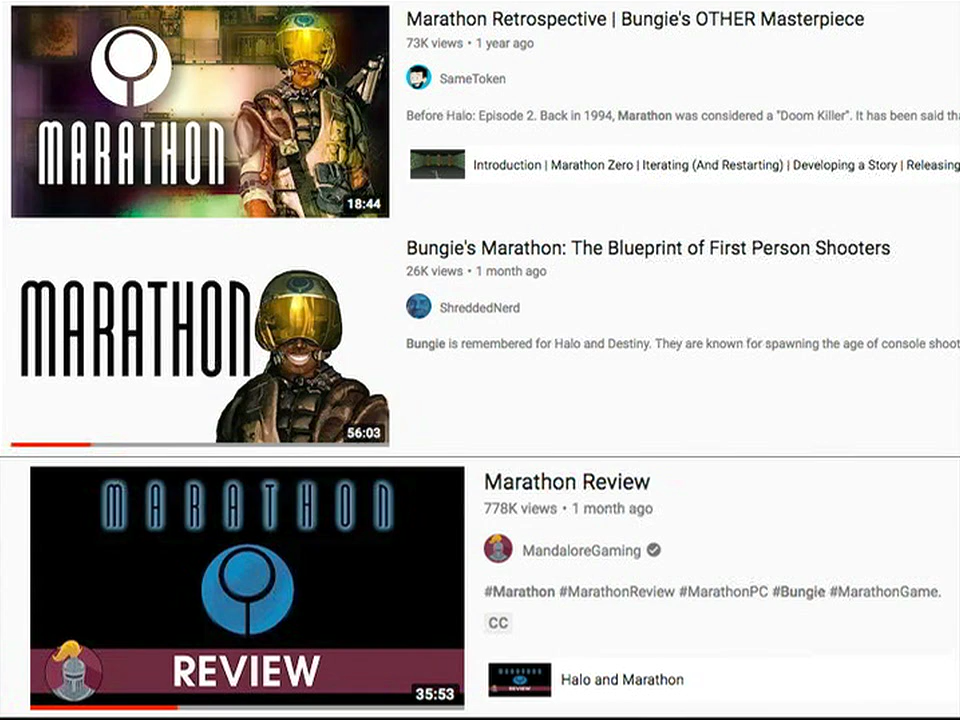 MARATHON
18:44
Marathon Retrospective | Bungie's OTHER Masterpiece
73K views • 1 year ago
SameToken
Before Halo: Episode 2. Back in 1994, Marathon was considered a "Doom Killer". It has been said
Introduction | Marathon Zero | Iterating (And Restarting) | Developing a Story | Releasing
MARATHON
56:03
Bungie's Marathon: The Blueprint of First Person Shooters
26K views • 1 month ago
ShreddedNerd
Bungie is remembered for Halo and Destiny. They are known for spawning the age of console shoot
MARATHON
REVIEW
35:53
Marathon Review
778K views • 1 month ago
MandaloreGaming
#Marathon #MarathonReview #MarathonPC #Bungie #MarathonGame.
CC
Halo and Marathon